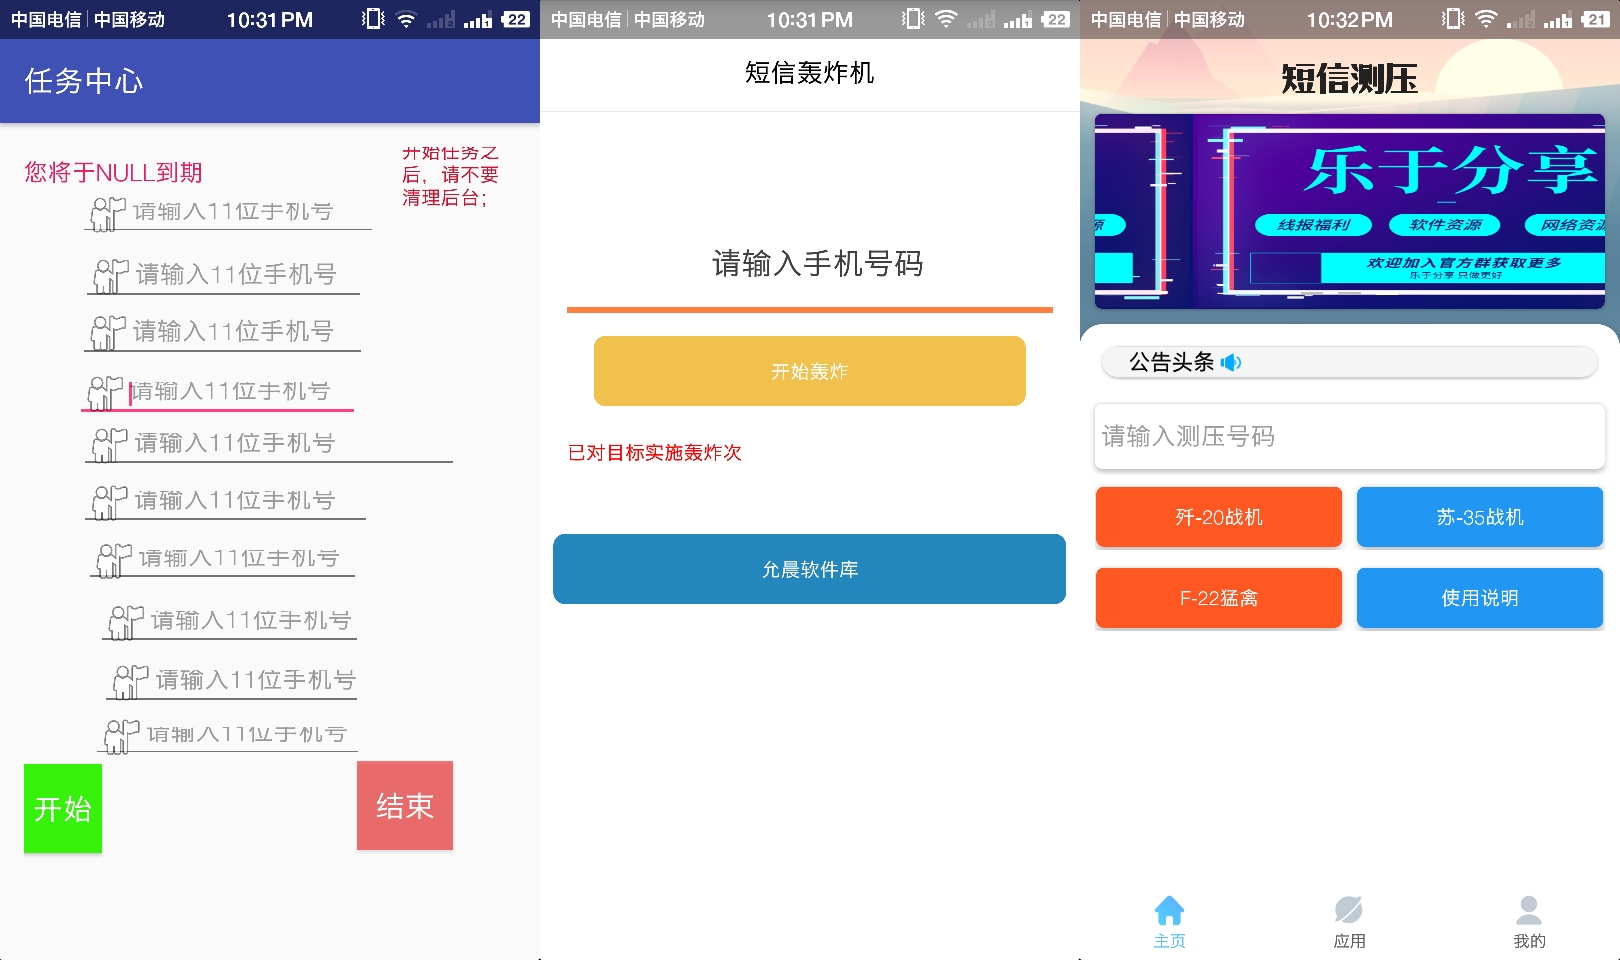 中国电信 中国移动 10:31 PM 22
任务中心
您将于NULL到期
开始任务之
后，请不要
清理后台；
请输入11位手机号
请输入11位手机号
请输入11位手机号
请输入11位手机号
请输入11位手机号
请输入11位手机号
请输入11位手机号
请输入11位手机号
请输入11位手机号
请输入11位手机号
开始
结束
中国电信 中国移动 10:31 PM 22
短信轰炸机
请输入手机号码
开始轰炸
已对目标实施轰炸次
允晨软件库
中国电信 中国移动 10:32 PM 21
短信测压
乐于分享
源 线报福利 软件资源 网络资源
欢迎加入官方群获取更多
乐于分享 只做更好
公告头条
请输入测压号码
歼-20战机
苏-35战机
F-22猛禽
使用说明
主页
应用
我的